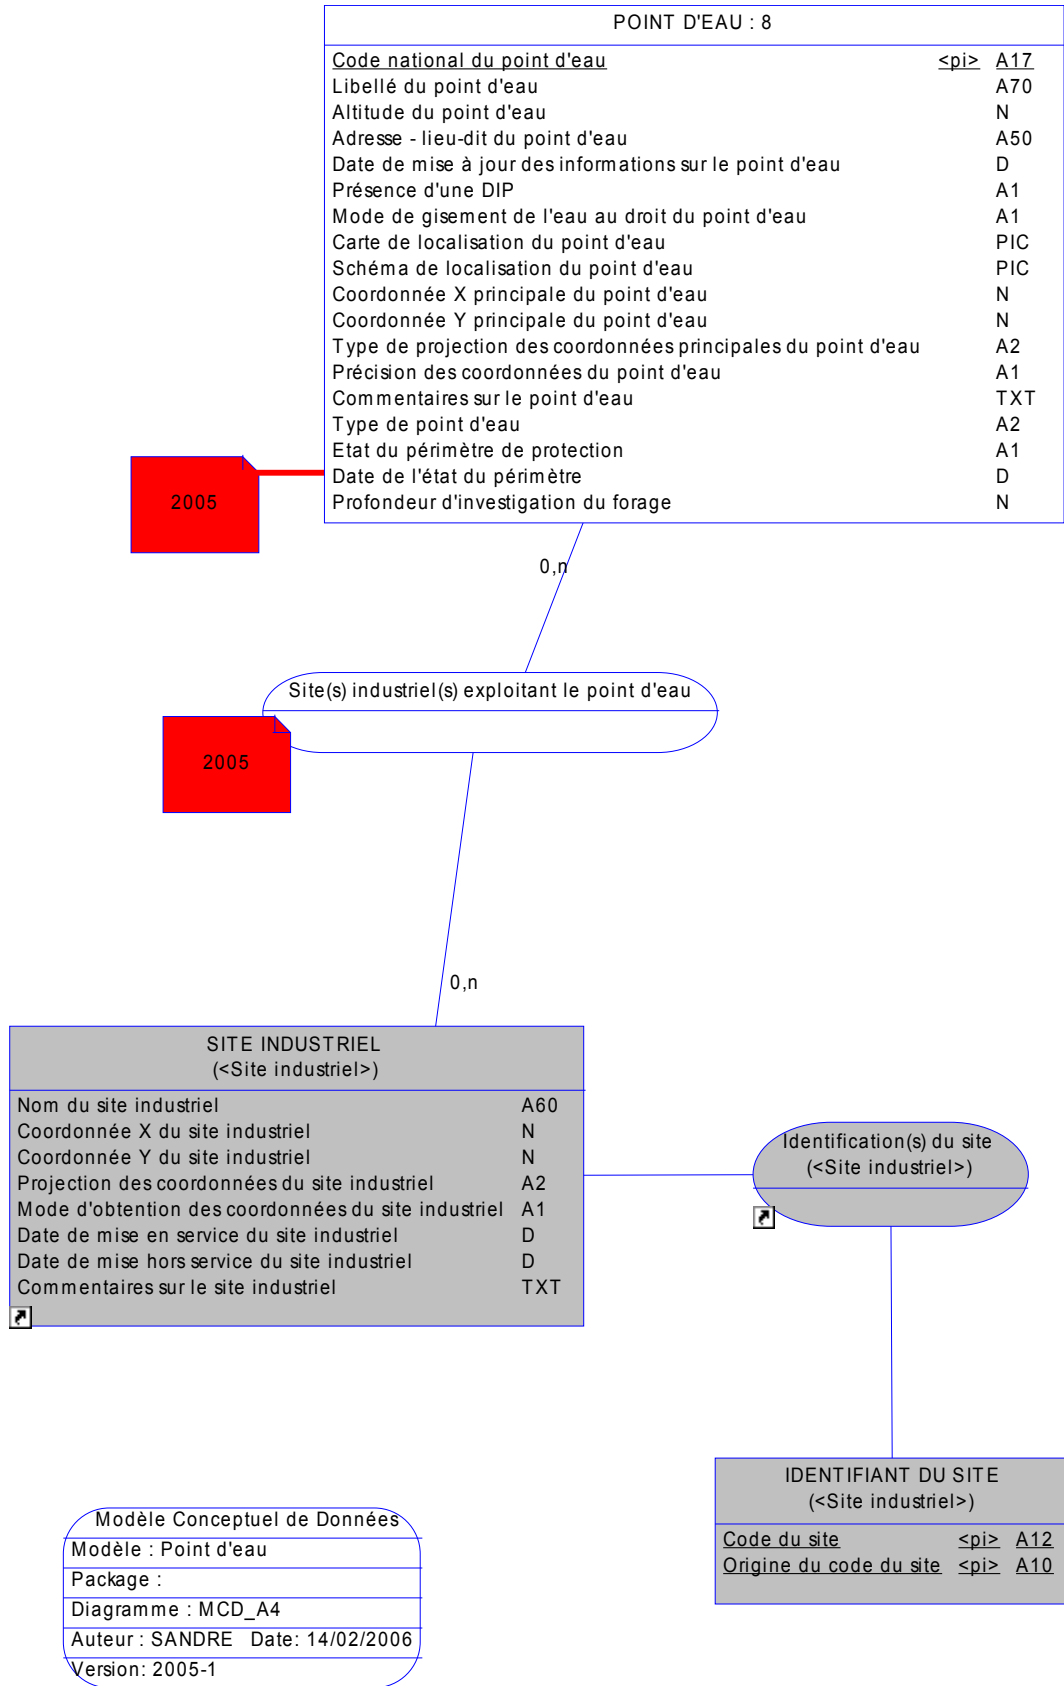 POINT D'EAU : 8
Code national du point d'eau <pi> A17
Libellé du point d'eau A70
Altitude du point d'eau N
Adresse - lieu-dit du point d'eau A50
Date de mise à jour des informations sur le point d'eau D
Présence d'une DIP A1
Mode de gisement de l'eau au droit du point d'eau A1
Carte de localisation du point d'eau PIC
Schéma de localisation du point d'eau PIC
Coordonnée X principale du point d'eau N
Coordonnée Y principale du point d'eau N
Type de projection des coordonnées principales du point d'eau A2
Précision des coordonnées du point d'eau A1
Commentaires sur le point d'eau TXT
Type de point d'eau A2
Etat du périmètre de protection A1
Date de l'état du périmètre D
Profondeur d'investigation du forage N
2005
0,n
Site(s) industriel(s) exploitant le point d'eau
2005
0,n
SITE INDUSTRIEL
(<Site industriel>)
Nom du site industriel A60
Coordonnée X du site industriel N
Coordonnée Y du site industriel N
Projection des coordonnées du site industriel A2
Mode d'obtention des coordonnées du site industriel A1
Date de mise en service du site industriel D
Date de mise hors service du site industriel D
Commentaires sur le site industriel TXT
Identification(s) du site
(<Site industriel>)
IDENTIFIANT DU SITE
(<Site industriel>)
Code du site <pi> A12
Origine du code du site <pi> A10
Modèle Conceptuel de Données
Modèle : Point d'eau
Package :
Diagramme : MCD_A4
Auteur : SANDRE Date: 14/02/2006
Version: 2005-1